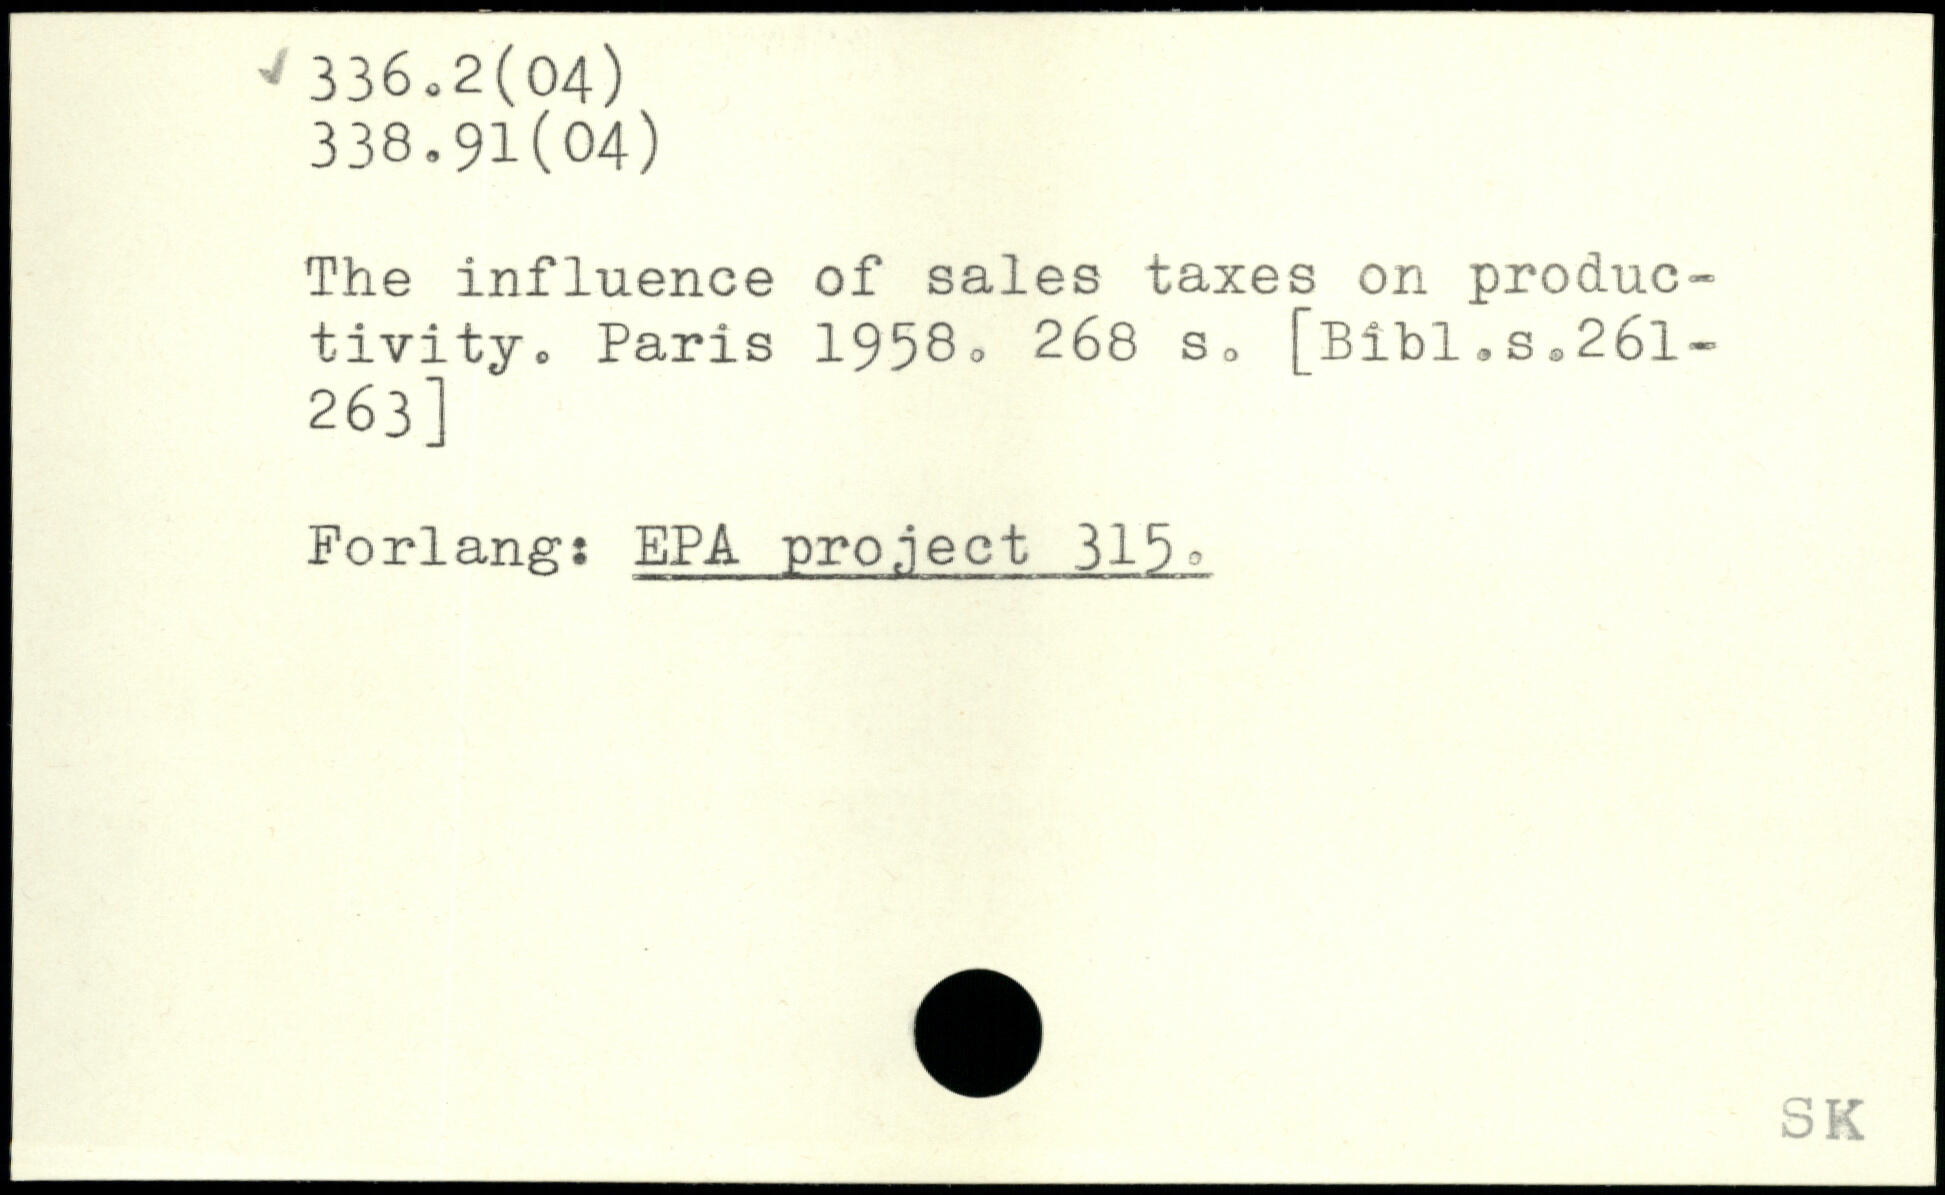 ✓ 336.2(04)
338.91(04)
The influence of sales taxes on produc-
tivity. Paris 1958. 268 s. [Bibl.s.261-
263]
Forlang: EPA project 315.
SK